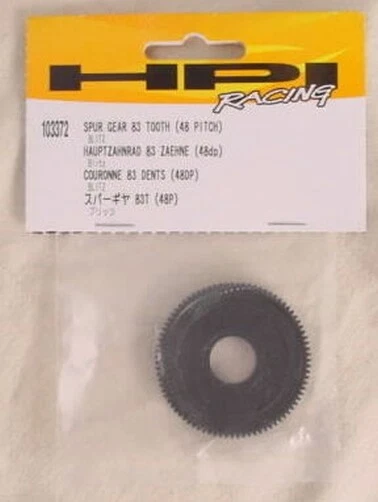 HPI
RACING
103372 SPUR GEAR 83 TOOTH (48 PITCH)
BLITZ
HAUPTZAHNRAD 83 ZAEHNE (48dp)
Blitz
COURONNE 83 DENTS (48DP)
BLITZ
スパーギヤ 83T (48P)
ブリッツ